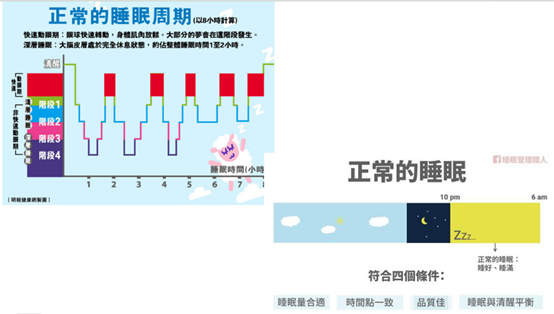 正常的睡眠周期 (以8小時計算)
快速動眼期：眼球快速轉動，身體肌肉放鬆。大部分的夢會在這階段發生。
深層睡眠：大腦皮層處於完全休息狀態，約佔整體睡眠時間1至2小時。
清醒
快速動眼期
非快速動眼期
淺層睡眠
階段1
階段2
階段3
階段4
1 2 3 4 5 6 7 8
睡眠時間(小時
Z
[明報健康網製圖]
睡眠管理職人
正常的睡眠
10 pm
6 am
Zzz...
正常的睡眠：
睡好、睡滿
符合四個條件：
睡眠量合適
時間點一致
品質佳
睡眠與清醒平衡